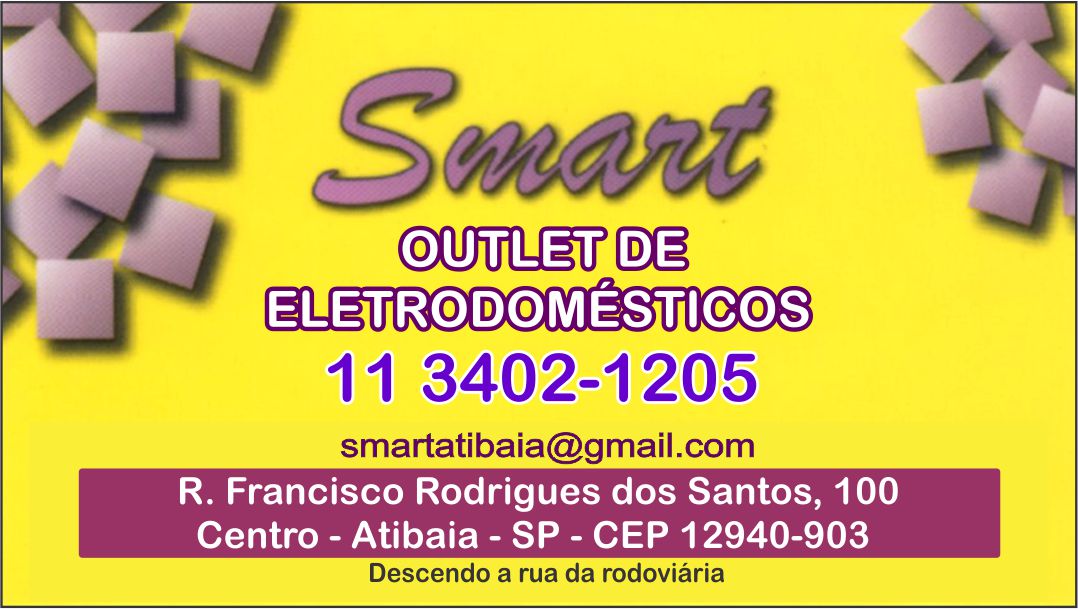 Smart
OUTLET DE
ELETRODOMÉSTICOS
11 3402-1205
smartatibaia@gmail.com
R. Francisco Rodrigues dos Santos, 100
Centro - Atibaia - SP - CEP 12940-903
Descendo a rua da rodoviária